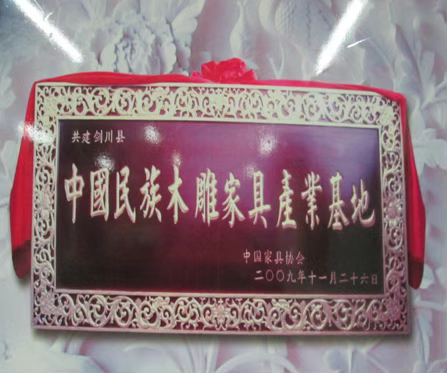 共建剑川县
中國民族木雕家具産業基地
中国家具协会
二〇〇九年十一月二十六日